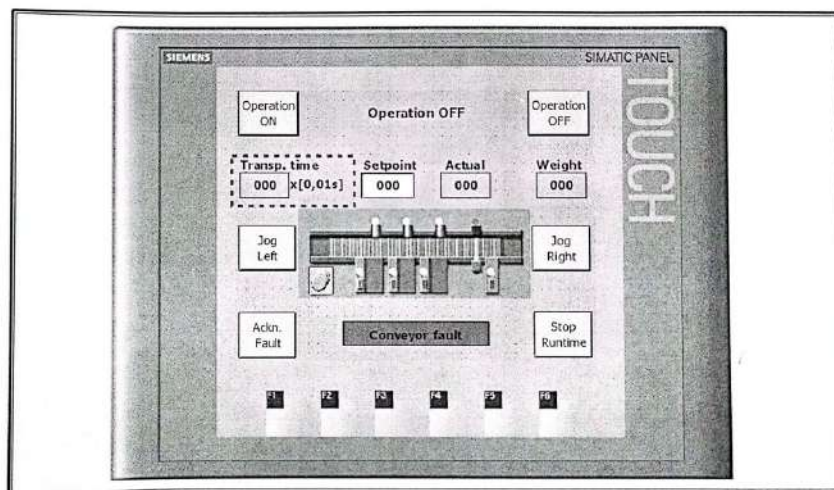 SIEMENS
SIMATIC PANEL
TOUCH
Operation ON
Operation OFF
Operation OFF
Transp. time
Setpoint
Actual
Weight
000 x[0,01s]
000
000
000
Jog Left
Jog Right
Ackn. Fault
Conveyor fault
Stop Runtime
F1
F2
F3
F4
F5
F6